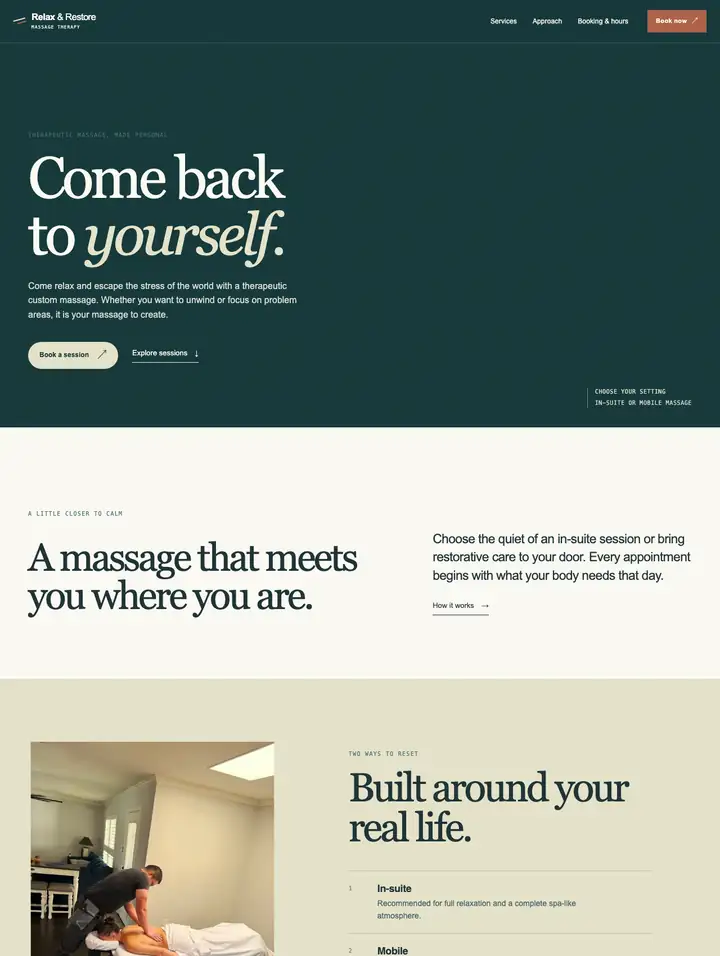 Relax & Restore
MASSAGE THERAPY
Services
Approach
Booking & hours
Book now ↗
THERAPEUTIC MASSAGE, MADE PERSONAL
Come back
to yourself.
Come relax and escape the stress of the world with a therapeutic
custom massage. Whether you want to unwind or focus on problem
areas, it is your massage to create.
Book a session ↗
Explore sessions ↓
CHOOSE YOUR SETTING
IN-SUITE OR MOBILE MASSAGE
A LITTLE CLOSER TO CALM
A massage that meets
you where you are.
Choose the quiet of an in-suite session or bring
restorative care to your door. Every appointment
begins with what your body needs that day.
How it works →
TWO WAYS TO RESET
Built around your
real life.
1
In-suite
Recommended for full relaxation and a complete spa-like
atmosphere.
2
Mobile